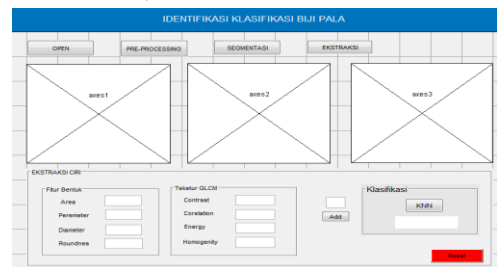 IDENTIFIKASI KLASIFIKASI BIJI PALA
OPEN PRE-PROCESSING SEGMENTASI EKSTRAKSI
axes1 axes2 axes3
EKSTRAKSI CIRI
Fitur Bentuk
Area
Peremeter
Diameter
Roundnes
Tekstur GLCM
Contrast
Corelation
Energy
Homogenity
Add
Klasifikasi
KNN
Reset